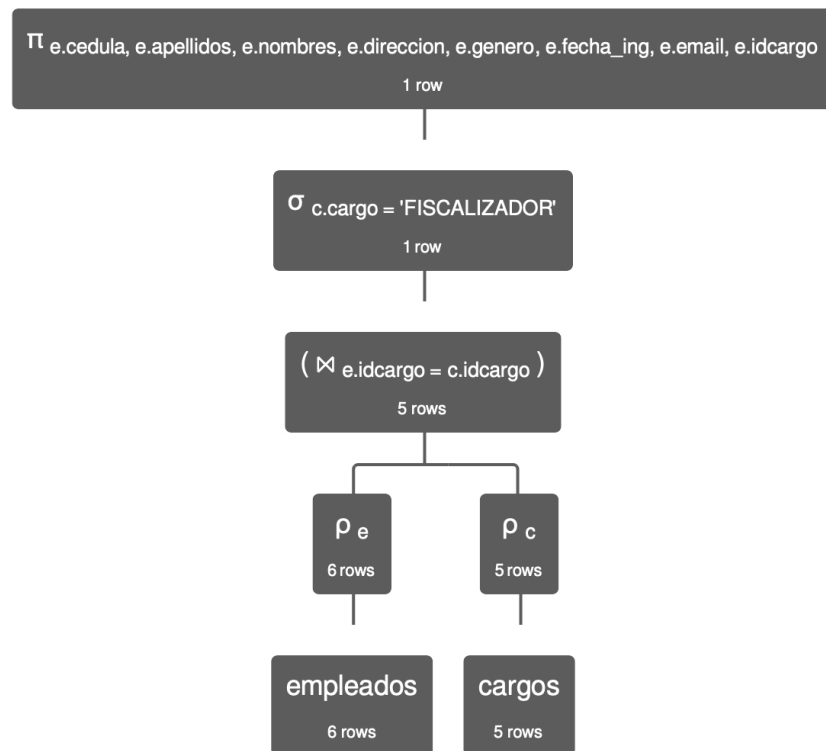 π e.cedula, e.apellidos, e.nombres, e.direccion, e.genero, e.fecha_ing, e.email, e.idcargo
1 row
σ c.cargo = 'FISCALIZADOR'
1 row
( ⋈ e.idcargo = c.idcargo )
5 rows
ρ e
6 rows
ρ c
5 rows
empleados
6 rows
cargos
5 rows